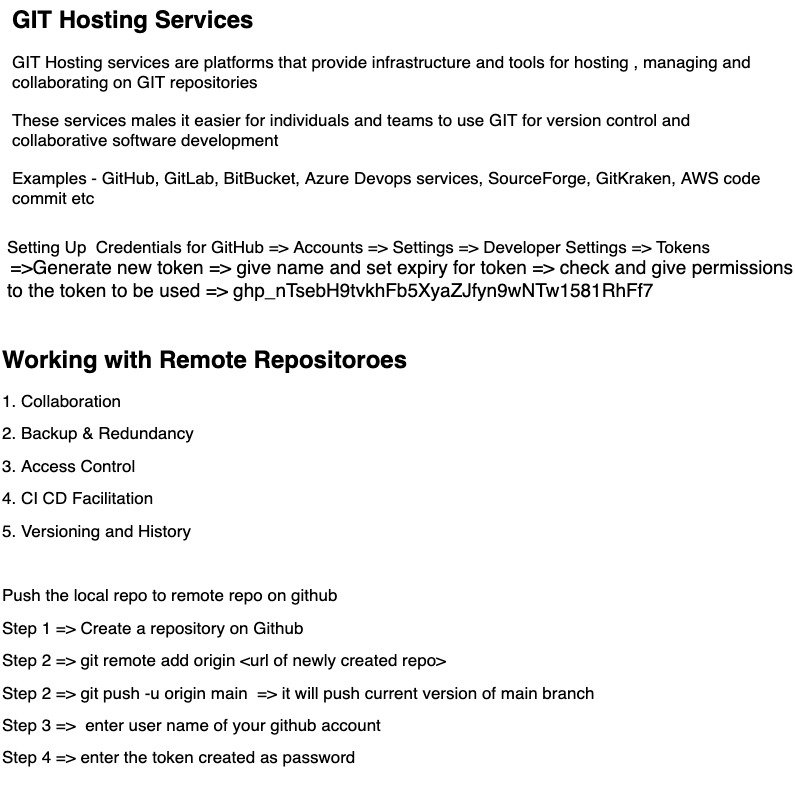 GIT Hosting Services
GIT Hosting services are platforms that provide infrastructure and tools for hosting , managing and
collaborating on GIT repositories
These services males it easier for individuals and teams to use GIT for version control and
collaborative software development
Examples - GitHub, GitLab, BitBucket, Azure Devops services, SourceForge, GitKraken, AWS code
commit etc
Setting Up  Credentials for GitHub => Accounts => Settings => Developer Settings => Tokens
=>Generate new token => give name and set expiry for token => check and give permissions
to the token to be used => 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
Working with Remote Repositoroes
1. Collaboration
2. Backup & Redundancy
3. Access Control
4. CI CD Facilitation
5. Versioning and History
Push the local repo to remote repo on github
Step 1 => Create a repository on Github
Step 2 => git remote add origin <url of newly created repo>
Step 2 => git push -u origin main  => it will push current version of main branch
Step 3 =>  enter user name of your github account
Step 4 => enter the token created as password